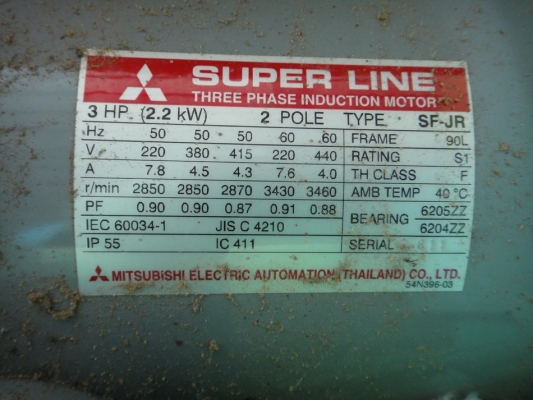 SUPER LINE
THREE PHASE INDUCTION MOTOR
3 HP (2.2 kW) 2 POLE TYPE SF-JR
Hz 50 50 50 60 60 FRAME 90L
V 220 380 415 220 440 RATING S1
A 7.8 4.5 4.3 7.6 4.0 TH CLASS F
r/min 2850 2850 2870 3430 3460 AMB TEMP 40 °C
PF 0.90 0.90 0.87 0.91 0.88 BEARING 6205ZZ
IEC 60034-1 JIS C 4210 6204ZZ
IP 55 IC 411 SERIAL
MITSUBISHI ELECTRIC AUTOMATION (THAILAND) CO., LTD.
54N396-03